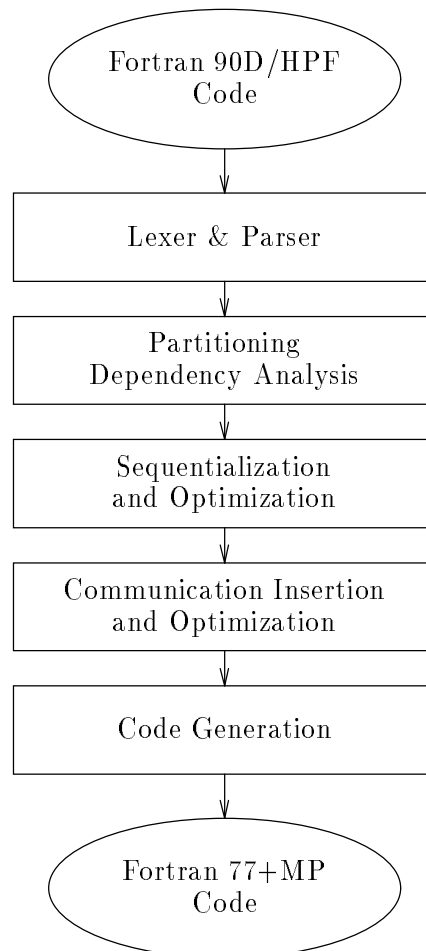 Fortran 90D/HPF
Code
Lexer & Parser
Partitioning
Dependency Analysis
Sequentialization
and Optimization
Communication Insertion
and Optimization
Code Generation
Fortran 77+MP
Code